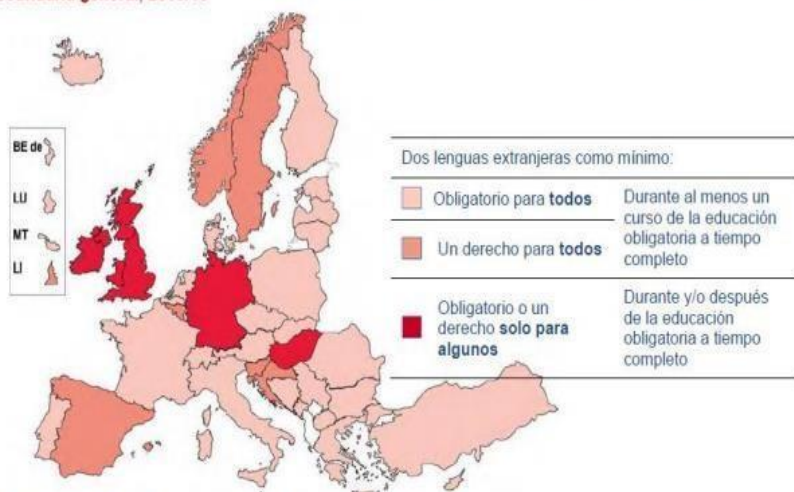 BE de
LU
MT
LI
Dos lenguas extranjeras como mínimo:
Obligatorio para todos
Un derecho para todos
Durante al menos un
curso de la educación
obligatoria a tiempo
completo
Obligatorio o un
derecho solo para
algunos
Durante y/o después
de la educación
obligatoria a tiempo
completo